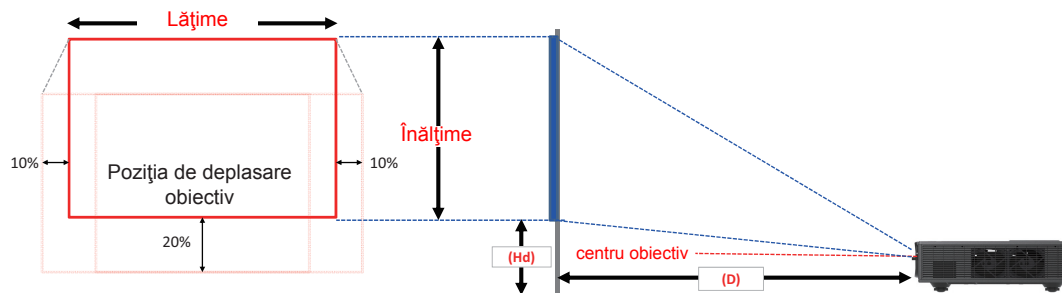 Lăţime
Înălţime
10%
10%
Poziţia de deplasare
obiectiv
20%
(Hd)
centru obiectiv
(D)